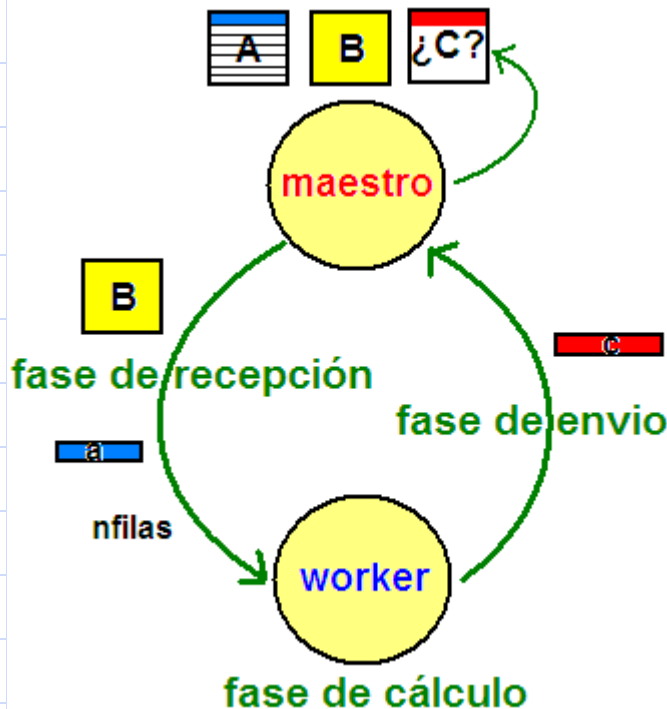 A
B
¿C?
maestro
B
fase de recepción
a
nfilas
c
fase de envio
worker
fase de cálculo